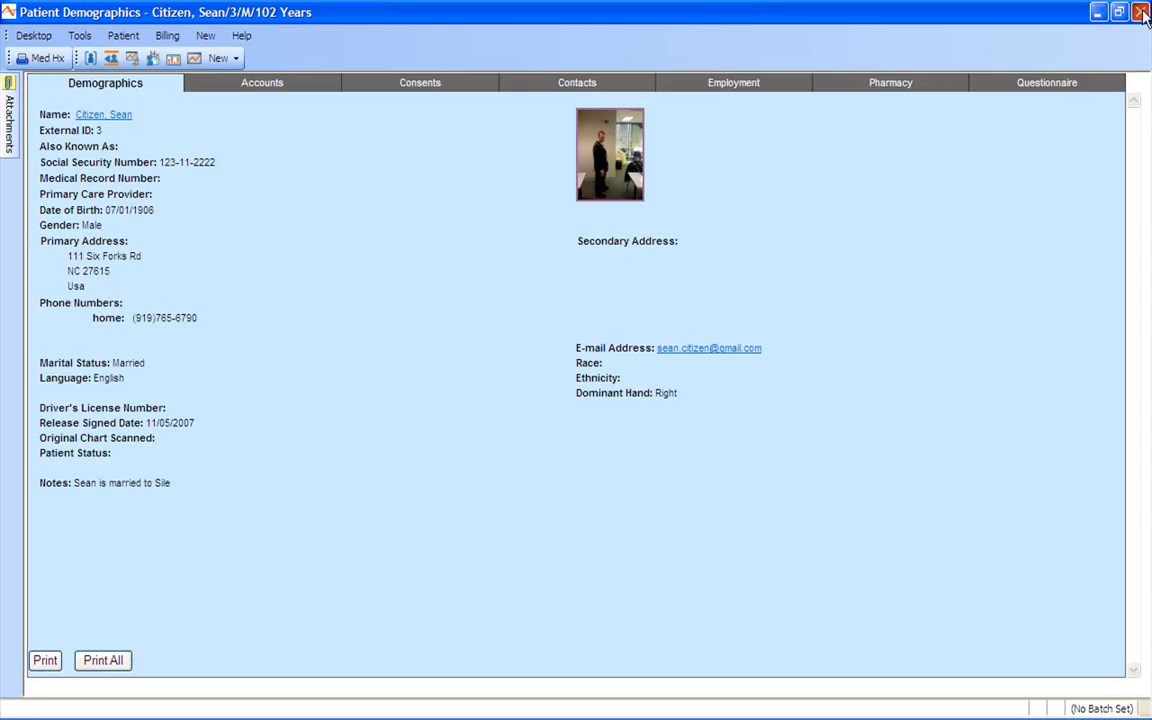 Patient Demographics - Citizen, Sean/3/M/102 Years
Desktop Tools Patient Billing New Help
Med Hx New
Attachments
Demographics Accounts Consents Contacts Employment Pharmacy Questionnaire
Name: Citizen, Sean
External ID: 3
Also Known As:
Social Security Number: 123-11-2222
Medical Record Number:
Primary Care Provider:
Date of Birth: 07/01/1906
Gender: Male
Primary Address: Secondary Address:
111 Six Forks Rd
NC 27615
Usa
Phone Numbers:
home: (919)765-6790
E-mail Address: sean.citizen@gmail.com
Marital Status: Married Race:
Language: English Ethnicity:
Dominant Hand: Right
Driver's License Number:
Release Signed Date: 11/05/2007
Original Chart Scanned:
Patient Status:
Notes: Sean is married to Sile
Print Print All
(No Batch Set)